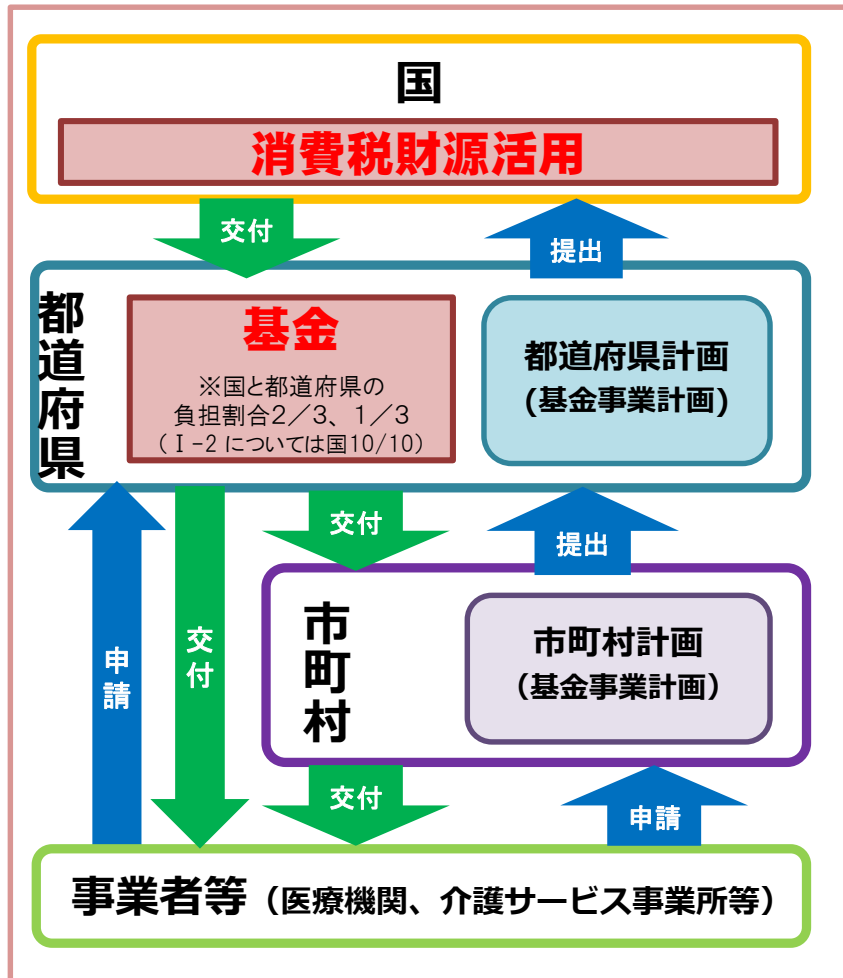 国
消費税財源活用
交付
提出
都道府県
基金
※国と都道府県の
負担割合2／3、1／3
（Ⅰ-2 については国10/10）
都道府県計画
(基金事業計画)
交付
提出
申請
交付
市町村
市町村計画
（基金事業計画）
交付
申請
事業者等（医療機関、介護サービス事業所等）